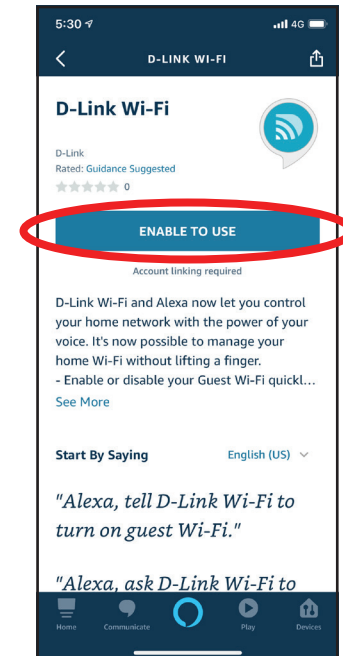 5:30
4G
D-LINK WI-FI
D-Link Wi-Fi
D-Link
Rated: Guidance Suggested
0
ENABLE TO USE
Account linking required
D-Link Wi-Fi and Alexa now let you control
your home network with the power of your
voice. It's now possible to manage your
home Wi-Fi without lifting a finger.
- Enable or disable your Guest Wi-Fi quickl...
See More
Start By Saying
English (US)
"Alexa, tell D-Link Wi-Fi to
turn on guest Wi-Fi."
"Alexa, ask D-Link Wi-Fi to
Home
Communicate
Play
Devices